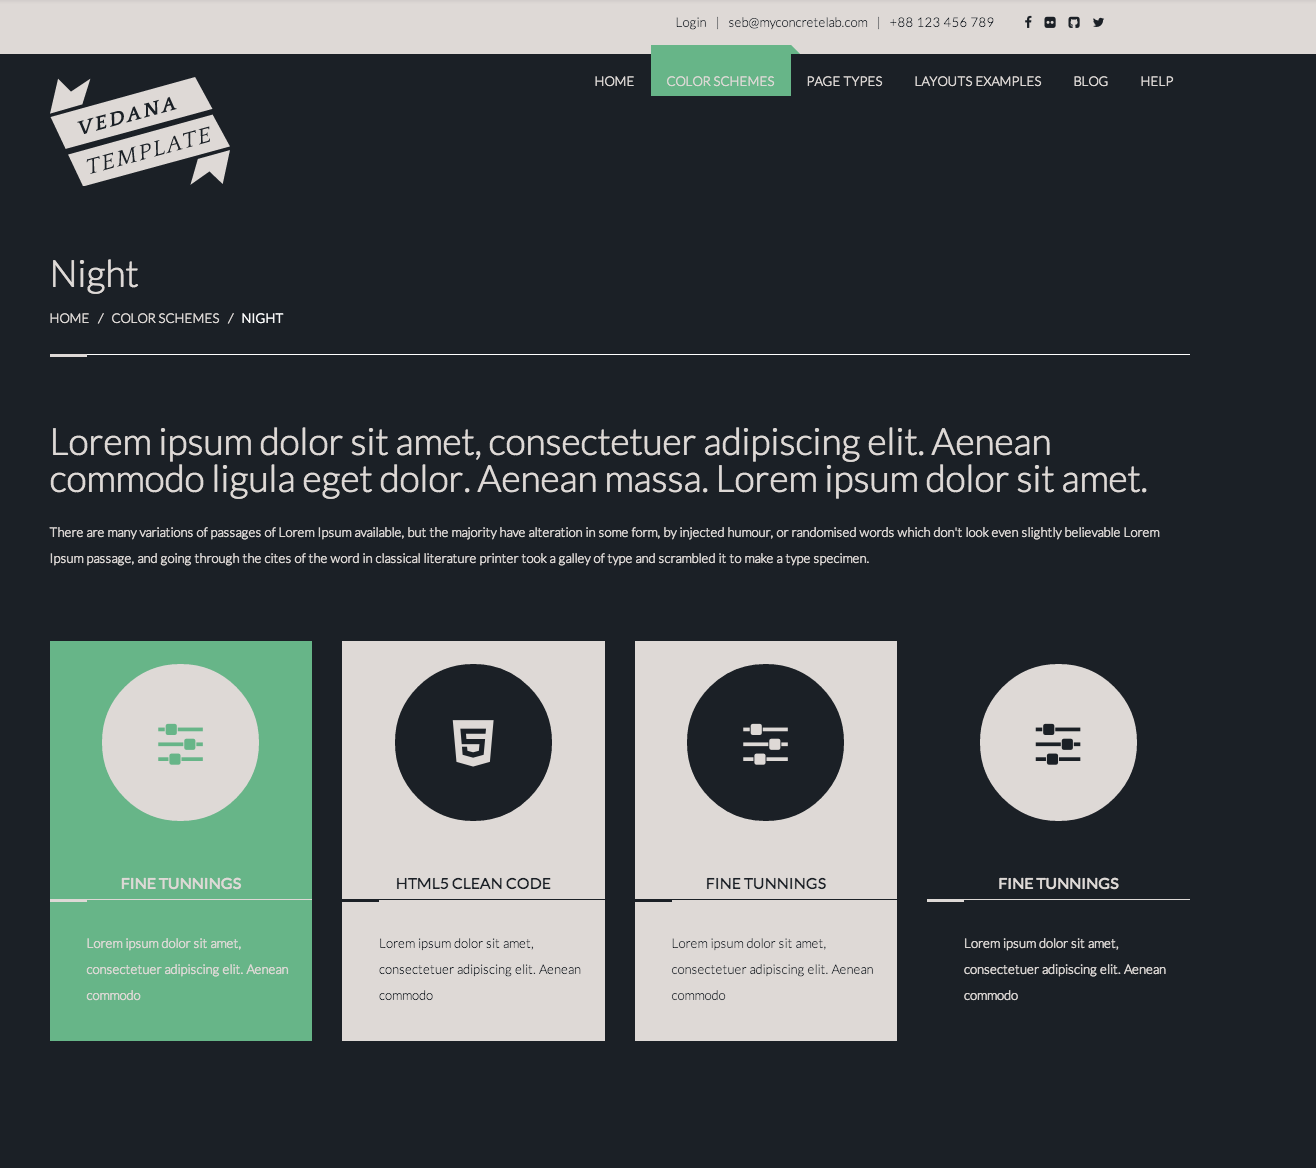 Login | seb@myconcretelab.com | +88 123 456 789
VEDANA
TEMPLATE
HOME COLOR SCHEMES PAGE TYPES LAYOUTS EXAMPLES BLOG HELP
Night
HOME / COLOR SCHEMES / NIGHT
Lorem ipsum dolor sit amet, consectetuer adipiscing elit. Aenean
commodo ligula eget dolor. Aenean massa. Lorem ipsum dolor sit amet.
There are many variations of passages of Lorem Ipsum available, but the majority have alteration in some form, by injected humour, or randomised words which don't look even slightly believable Lorem
Ipsum passage, and going through the cites of the word in classical literature printer took a galley of type and scrambled it to make a type specimen.
FINE TUNNINGS
Lorem ipsum dolor sit amet,
consectetuer adipiscing elit. Aenean
commodo
HTML5 CLEAN CODE
Lorem ipsum dolor sit amet,
consectetuer adipiscing elit. Aenean
commodo
FINE TUNNINGS
Lorem ipsum dolor sit amet,
consectetuer adipiscing elit. Aenean
commodo
FINE TUNNINGS
Lorem ipsum dolor sit amet,
consectetuer adipiscing elit. Aenean
commodo